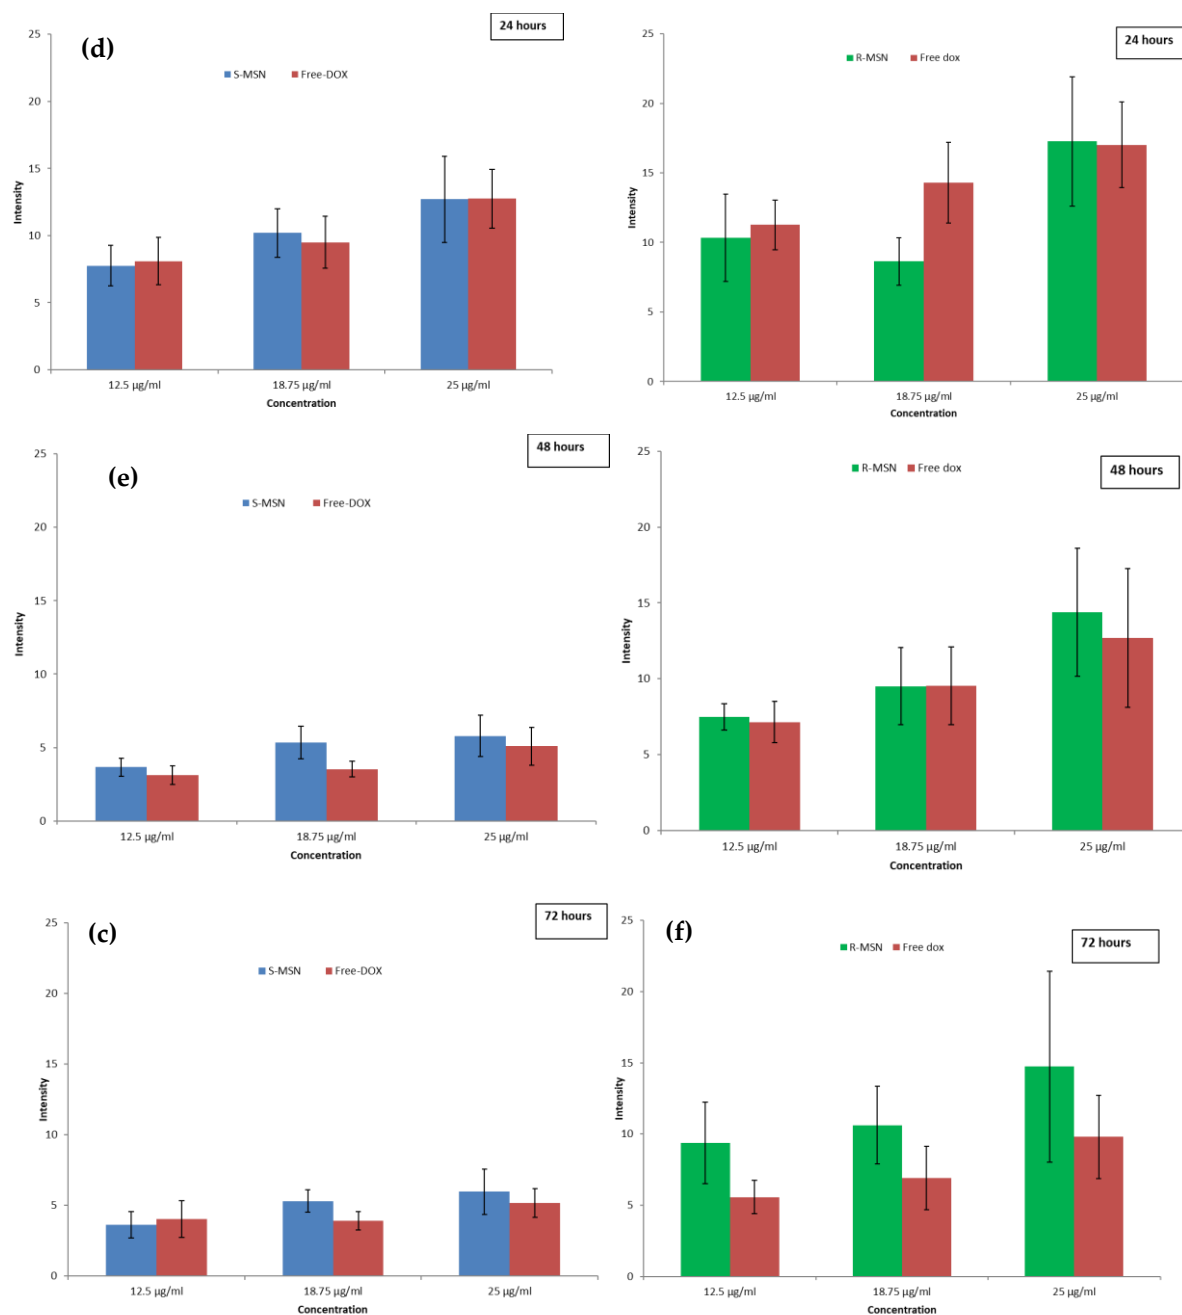 (d)
24 hours
S-MSN Free-DOX
25
20
15
10
5
0
Intensity
12.5 µg/ml 18.75 µg/ml 25 µg/ml
Concentration
24 hours
R-MSN Free dox
25
20
15
10
5
0
Intensity
12.5 µg/ml 18.75 µg/ml 25 µg/ml
Concentration
(e)
48 hours
S-MSN Free-DOX
25
20
15
10
5
0
Intensity
12.5 µg/ml 18.75 µg/ml 25 µg/ml
Concentration
48 hours
R-MSN Free dox
25
20
15
10
5
0
Intensity
12.5 µg/ml 18.75 µg/ml 25 µg/ml
Concentration
(c)
72 hours
S-MSN Free-DOX
25
20
15
10
5
0
Intensity
12.5 µg/ml 18.75 µg/ml 25 µg/ml
Concentration
(f)
72 hours
R-MSN Free dox
25
20
15
10
5
0
Intensity
12.5 µg/ml 18.75 µg/ml 25 µg/ml
Concentration